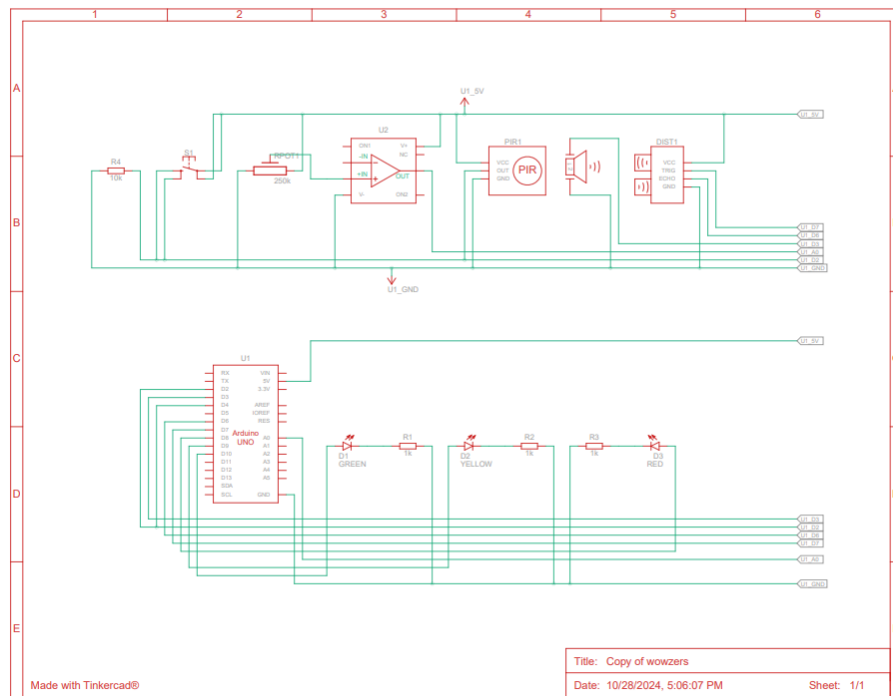 1 2 3 4 5 6
A
U1_5V
U1_5V
U2
S1
R4
10k
RPOT1
250k
ON1
-IN
+IN
V-
V+
NC
OUT
ON2
PIR1
VCC
OUT
GND
PIR
DIST1
VCC
TRIG
ECHO
GND
B
U1_D7
U1_D6
U1_D3
U1_A0
U1_D2
U1_GND
U1_GND
C
U1_5V
U1
RX
TX
D2
D3
D4
D5
D6
D7
D8
D9
D10
D11
D12
D13
SDA
SCL
Arduino
UNO
VIN
5V
3.3V
AREF
IOREF
RES
A0
A1
A2
A3
A4
A5
GND
D1
GREEN
R1
1k
D2
YELLOW
R2
1k
R3
1k
D3
RED
D
U1_D3
U1_D2
U1_D6
U1_D7
U1_A0
U1_GND
E
Title: Copy of wowzers
Made with Tinkercad®
Date: 10/28/2024, 5:06:07 PM Sheet: 1/1